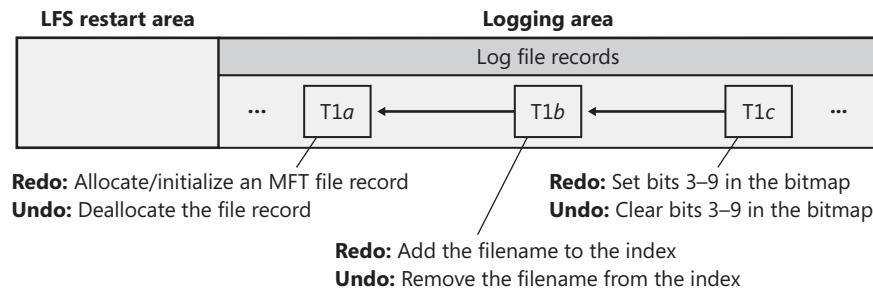 LFS restart area Logging area
Log file records
... T1a T1b T1c ...
Redo: Allocate/initialize an MFT file record Redo: Set bits 3–9 in the bitmap
Undo: Deallocate the file record Undo: Clear bits 3–9 in the bitmap
Redo: Add the filename to the index
Undo: Remove the filename from the index